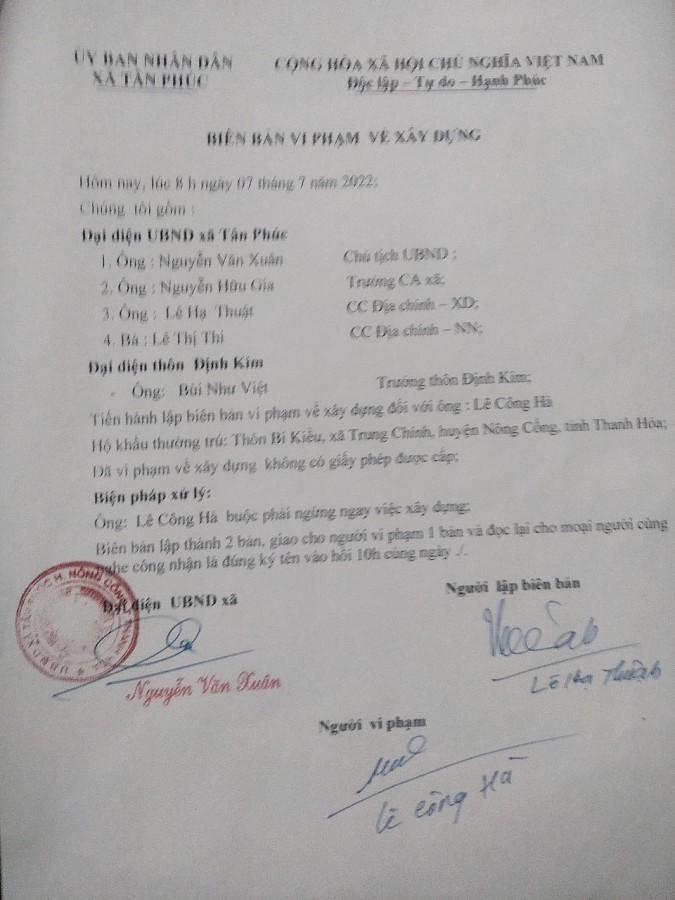 ỦY BAN NHÂN DÂN
XÃ TÂN PHÚC
CỘNG HÒA XÃ HỘI CHỦ NGHĨA VIỆT NAM
Độc lập – Tự do – Hạnh Phúc
BIÊN BẢN VI PHẠM VỀ XÂY DỰNG
Hôm nay, lúc 8 h ngày 07 tháng 7 năm 2022;
Chúng tôi gồm :
Đại diện UBND xã Tân Phúc
1. Ông : Nguyễn Văn Xuân Chủ tịch UBND ;
2. Ông : Nguyễn Hữu Gia Trưởng CA xã;
3. Ông : Lê Hạ Thuật CC Địa chính – XD;
4. Bà : Lê Thị Thi CC Địa chính – NN;
Đại diện thôn Định Kim
- Ông: Bùi Như Việt Trưởng thôn Định Kim;
Tiến hành lập biên bản vi phạm về xây dựng đối với ông : Lê Công Hà
Hộ khẩu thường trú: Thôn Bi Kiều, xã Trung Chính, huyện Nông Cống, tỉnh Thanh Hóa;
Đã vi phạm về xây dựng không có giấy phép được cấp;
Biện pháp xử lý:
Ông: Lê Công Hà buộc phải ngừng ngay việc xây dựng;
Biên bản lập thành 2 bản, giao cho người vi phạm 1 bản và đọc lại cho moại người cùng
nghe công nhận là đúng ký tên vào hồi 10h cùng ngày ./.
Đại diện UBND xã
Người lập biên bản
Nguyễn Văn Xuân
Lê Hạ Thuật
Người vi phạm
Lê Công Hà